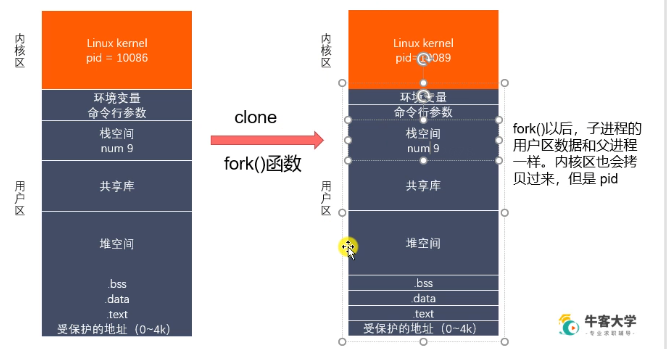 内核区
Linux kernel
pid = 10086
环境变量
命令行参数
栈空间
num 9
用户区
共享库
堆空间
.bss
.data
.text
受保护的地址（0~4k）
clone
fork()函数
内核区
Linux kernel
pid=10089
环境变量
命令行参数
栈空间
num 9
用户区
共享库
堆空间
.bss
.data
.text
受保护的地址（0~4k）
fork()以后，子进程的
用户区数据和父进程
一样。内核区也会拷
贝过来，但是 pid
牛客大学
-专业求职辅导-